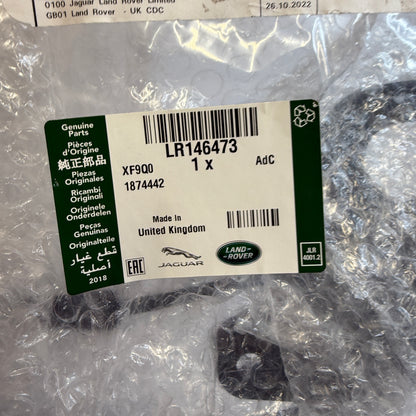 0100 Jaguar Land Rover Limited
GB01 Land Rover - UK CDC
26.10.2022
Genuine
Parts
Pièces
d'Origine
純正部品
Piezas
Originales
Ricambi
Originali
Originele
Onderdelen
Peças
Genuinas
Originalteile
قطع غيار
أصلية
2018
LR146473
XF9Q0
1 x
AdC
1874442
Made in
United Kingdom
EAC
JAGUAR
LAND-
ROVER
JLR
4001.2